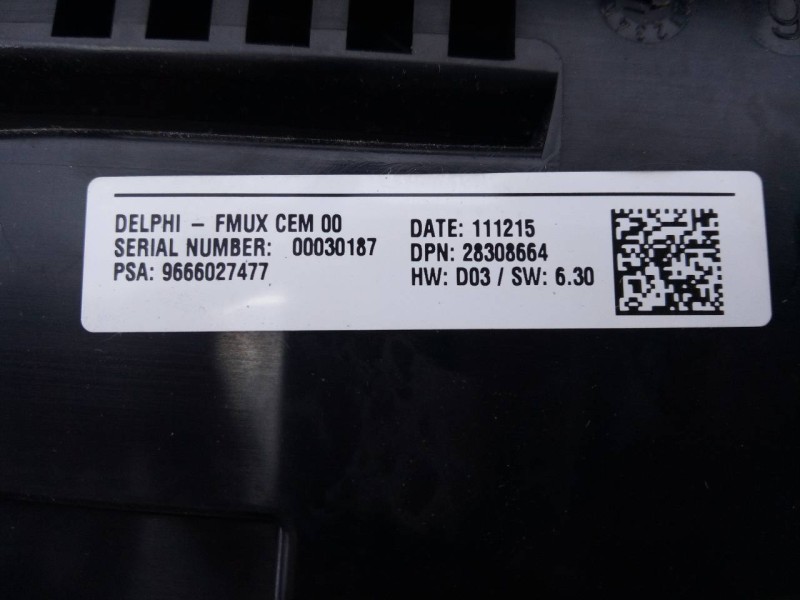 DELPHI - FMUX CEM 00
SERIAL NUMBER: 00030187
PSA: 9666027477
DATE: 111215
DPN: 28308664
HW: D03 / SW: 6.30